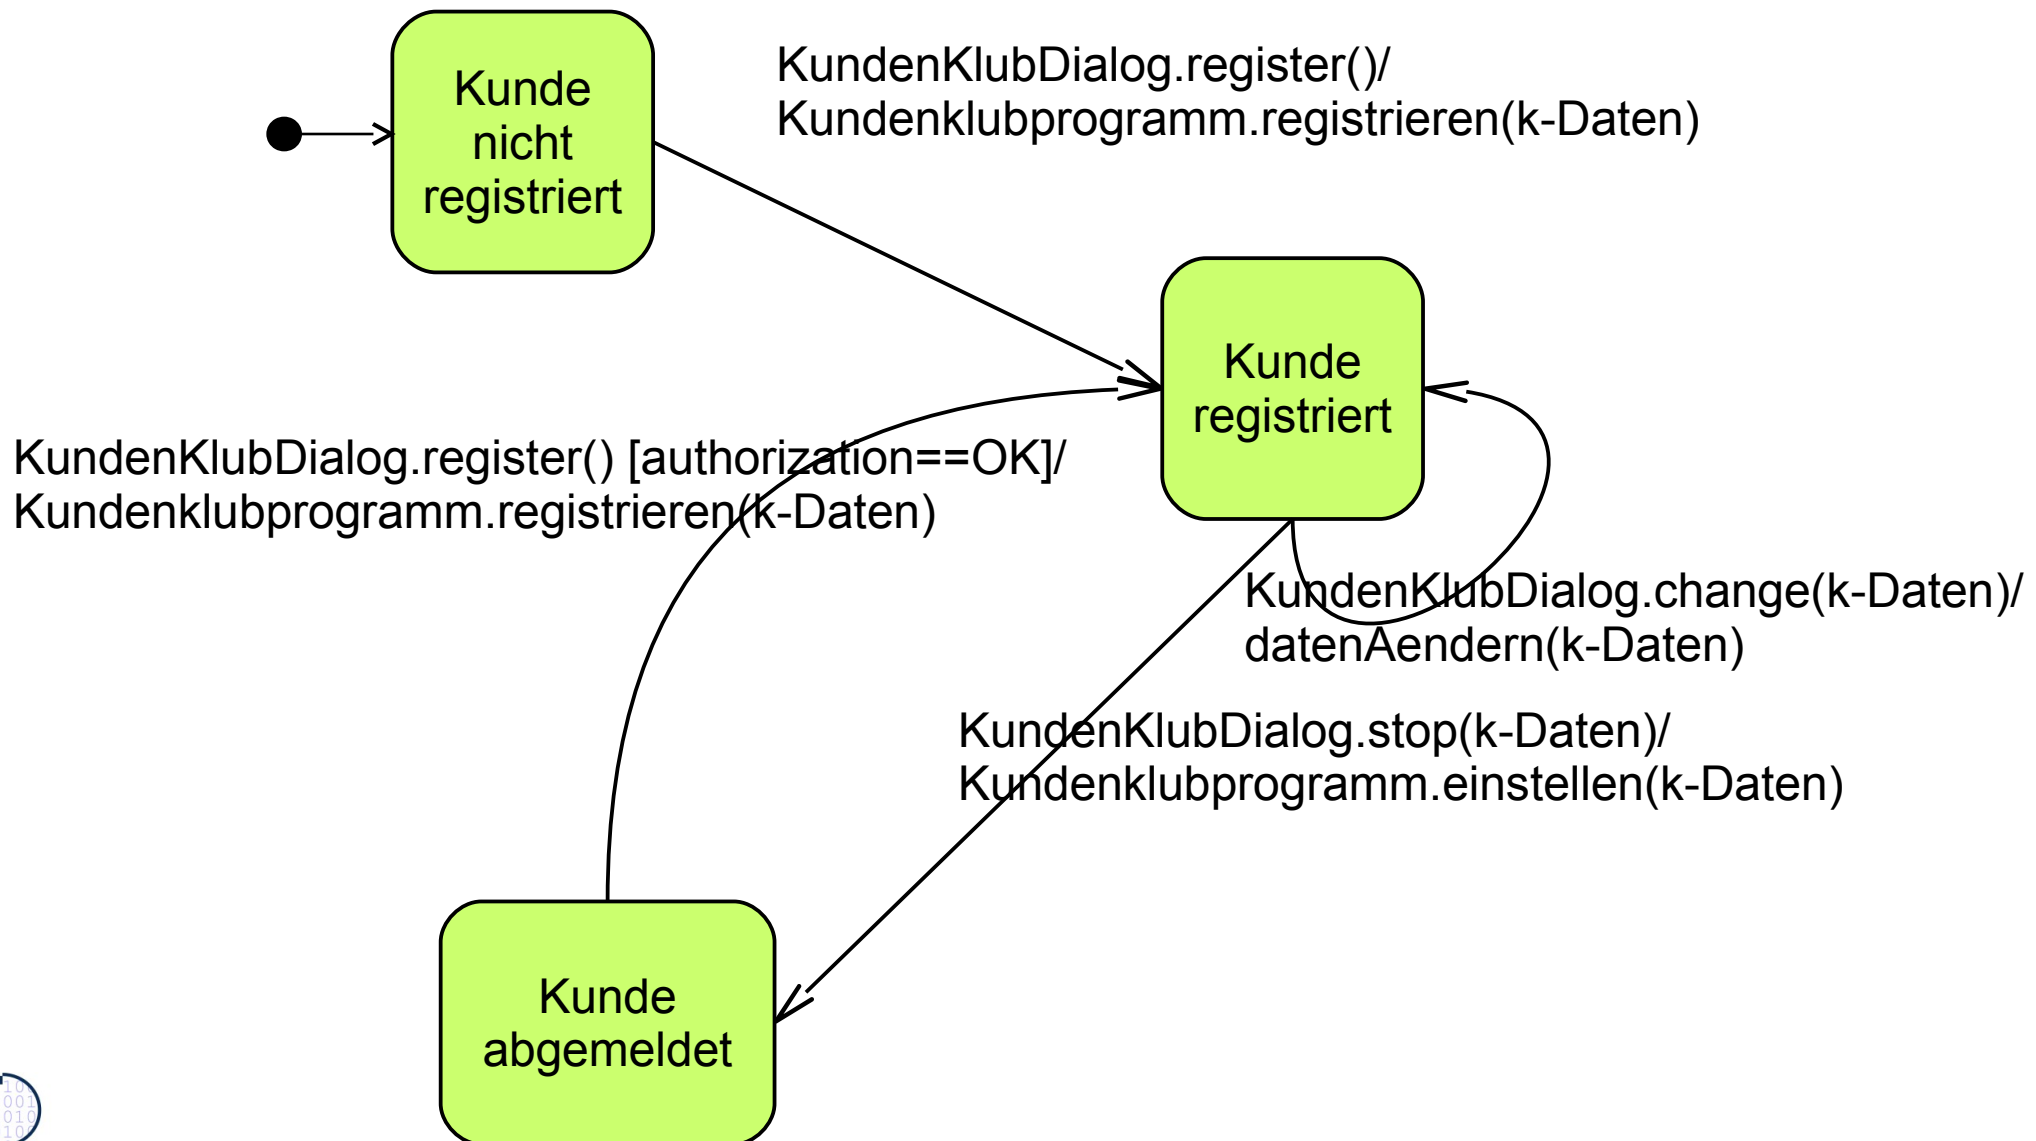 Kunde
nicht
registriert
KundenKlubDialog.register()/
Kundenklubprogramm.registrieren(k-Daten)
Kunde
registriert
KundenKlubDialog.register() [authorization==OK]/
Kundenklubprogramm.registrieren(k-Daten)
KundenKlubDialog.change(k-Daten)/
datenAendern(k-Daten)
KundenKlubDialog.stop(k-Daten)/
Kundenklubprogramm.einstellen(k-Daten)
Kunde
abgemeldet